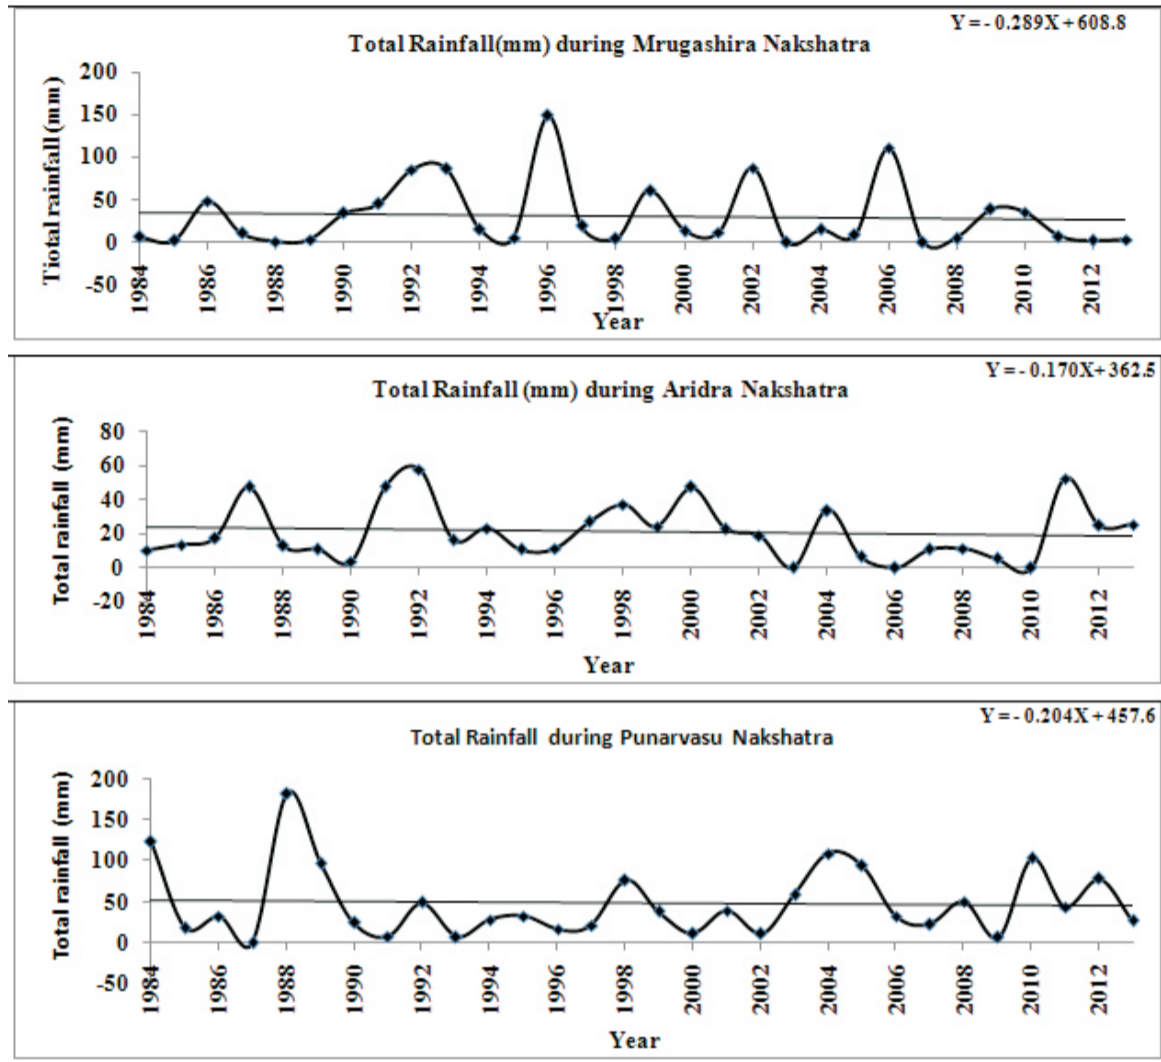 Y = - 0.289X + 608.8
Total Rainfall(mm) during Mrugashira Nakshatra
Tiotal rainfall (mm)
200
150
100
50
0
-50
1984 1986 1988 1990 1992 1994 1996 1998 2000 2002 2004 2006 2008 2010 2012
Year
Y = - 0.170X+ 362.5
Total Rainfall (mm) during Aridra Nakshatra
Total rainfall (mm)
80
60
40
20
0
-20
1984 1986 1988 1990 1992 1994 1996 1998 2000 2002 2004 2006 2008 2010 2012
Year
Y = - 0.204X + 457.6
Total Rainfall during Punarvasu Nakshatra
Total rainfall (mm)
200
150
100
50
0
-50
1984 1986 1988 1990 1992 1994 1996 1998 2000 2002 2004 2006 2008 2010 2012
Year